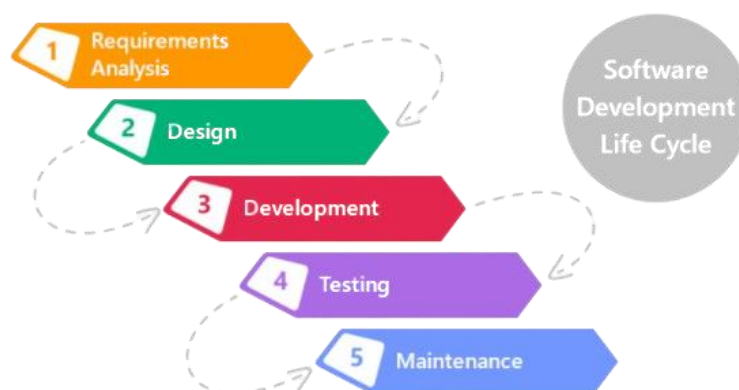 1
Requirements
Analysis
2
Design
3
Development
4
Testing
5
Maintenance
Software
Development
Life Cycle